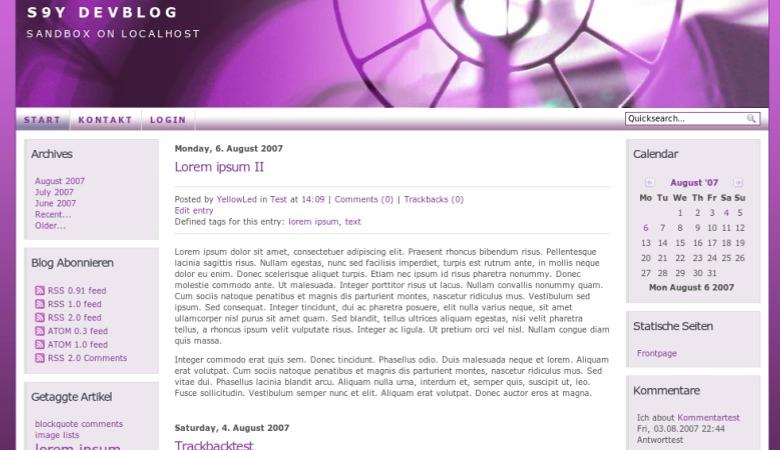 S9Y DEVBLOG
SANDBOX ON LOCALHOST
START KONTAKT LOGIN
Quicksearch...
Archives
August 2007
July 2007
June 2007
Recent...
Older...
Blog Abonnieren
RSS 0.91 feed
RSS 1.0 feed
RSS 2.0 feed
ATOM 0.3 feed
ATOM 1.0 feed
RSS 2.0 Comments
Getaggte Artikel
blockquote comments
image lists
lorem ipsum
Monday, 6. August 2007
Lorem ipsum II
Posted by YellowLed in Test at 14:09 | Comments (0) | Trackbacks (0)
Edit entry
Defined tags for this entry: lorem ipsum, text
Lorem ipsum dolor sit amet, consectetuer adipiscing elit. Praesent rhoncus bibendum risus. Pellentesque
lacinia sagittis risus. Nullam egestas, nunc sed facilisis imperdiet, turpis est rutrum ante, in mollis neque
dolor eu enim. Donec scelerisque aliquet turpis. Etiam nec ipsum id risus pharetra nonummy. Donec
molestie commodo ante. Ut malesuada. Integer porttitor risus ut lacus. Nullam convallis nonummy quam.
Cum sociis natoque penatibus et magnis dis parturient montes, nascetur ridiculus mus. Vestibulum sed
ipsum. Sed consequat. Integer tincidunt, dui ac pharetra posuere, elit nulla varius neque, sit amet
ullamcorper nisl purus sit amet quam. Sed blandit, tellus ultrices aliquam egestas, nisi velit pharetra
tellus, a rhoncus ipsum velit vulputate risus. Integer ac ligula. Ut pretium orci vel nisl. Nullam congue diam
quis massa.
Integer commodo erat quis sem. Donec tincidunt. Phasellus odio. Duis malesuada neque et lorem. Aliquam
erat volutpat. Cum sociis natoque penatibus et magnis dis parturient montes, nascetur ridiculus mus. Sed
vitae dui. Phasellus lacinia blandit arcu. Aliquam nulla urna, interdum et, semper quis, suscipit ut, leo.
Fusce sollicitudin. Vestibulum semper nunc et elit. Aliquam erat volutpat. Donec auctor eros at magna.
Saturday, 4. August 2007
Trackbacktest
Calendar
August '07
Mo Tu We Th Fr Sa Su
1 2 3 4 5
6 7 8 9 10 11 12
13 14 15 16 17 18 19
20 21 22 23 24 25 26
27 28 29 30 31
Mon August 6 2007
Statische Seiten
Frontpage
Kommentare
Ich about Kommentartest
Fri, 03.08.2007 22:44
Antworttest